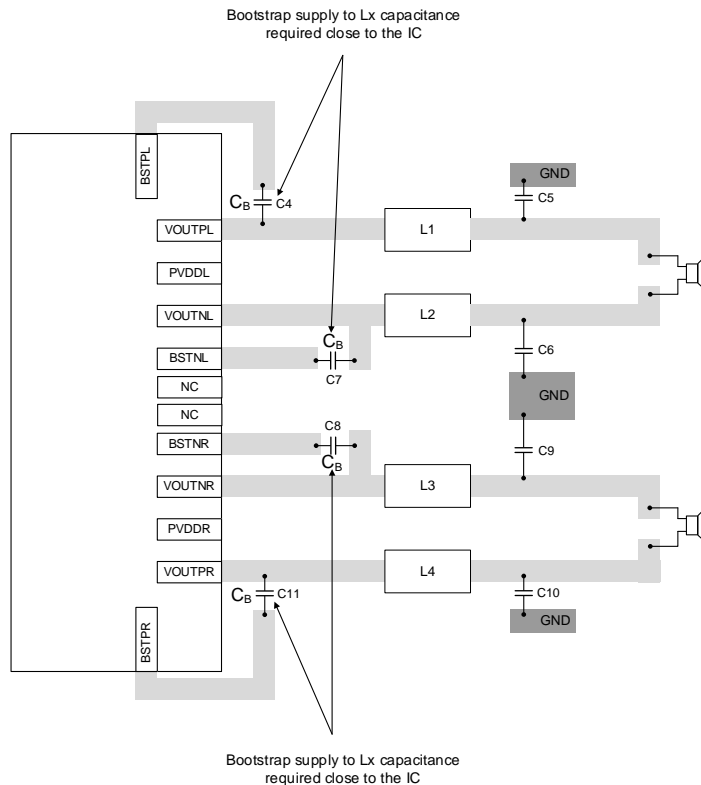 Bootstrap supply to Lx capacitance
required close to the IC
BSTPL
CB C4
GND
C5
VOUTPL
L1
PVDDL
VOUTNL
L2
CB
C6
BSTNL
C7
NC
GND
NC
C8
BSTNR
CB
C9
VOUTNR
L3
PVDDR
VOUTPR
L4
CB C11
C10
GND
BSTPR
Bootstrap supply to Lx capacitance
required close to the IC